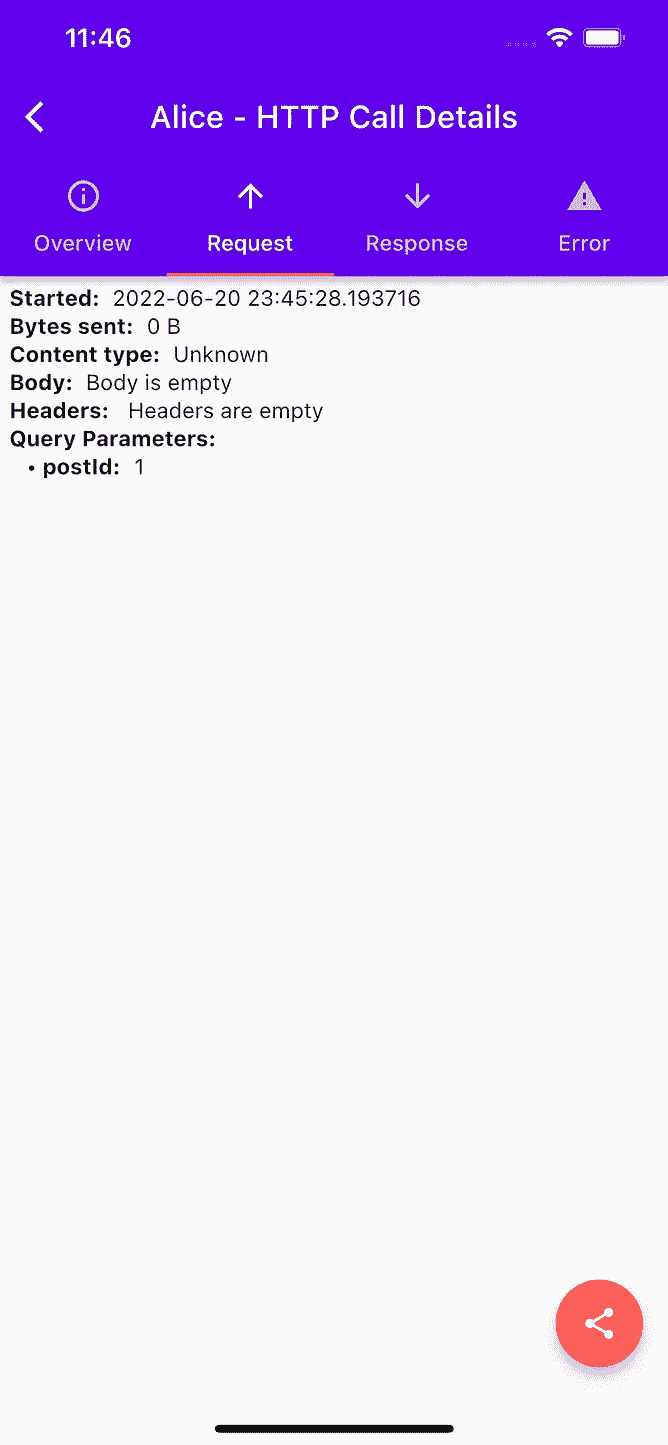 11:46
Alice - HTTP Call Details
Overview Request Response Error
Started: 2022-06-20 23:45:28.193716
Bytes sent: 0 B
Content type: Unknown
Body: Body is empty
Headers: Headers are empty
Query Parameters:
• postId: 1